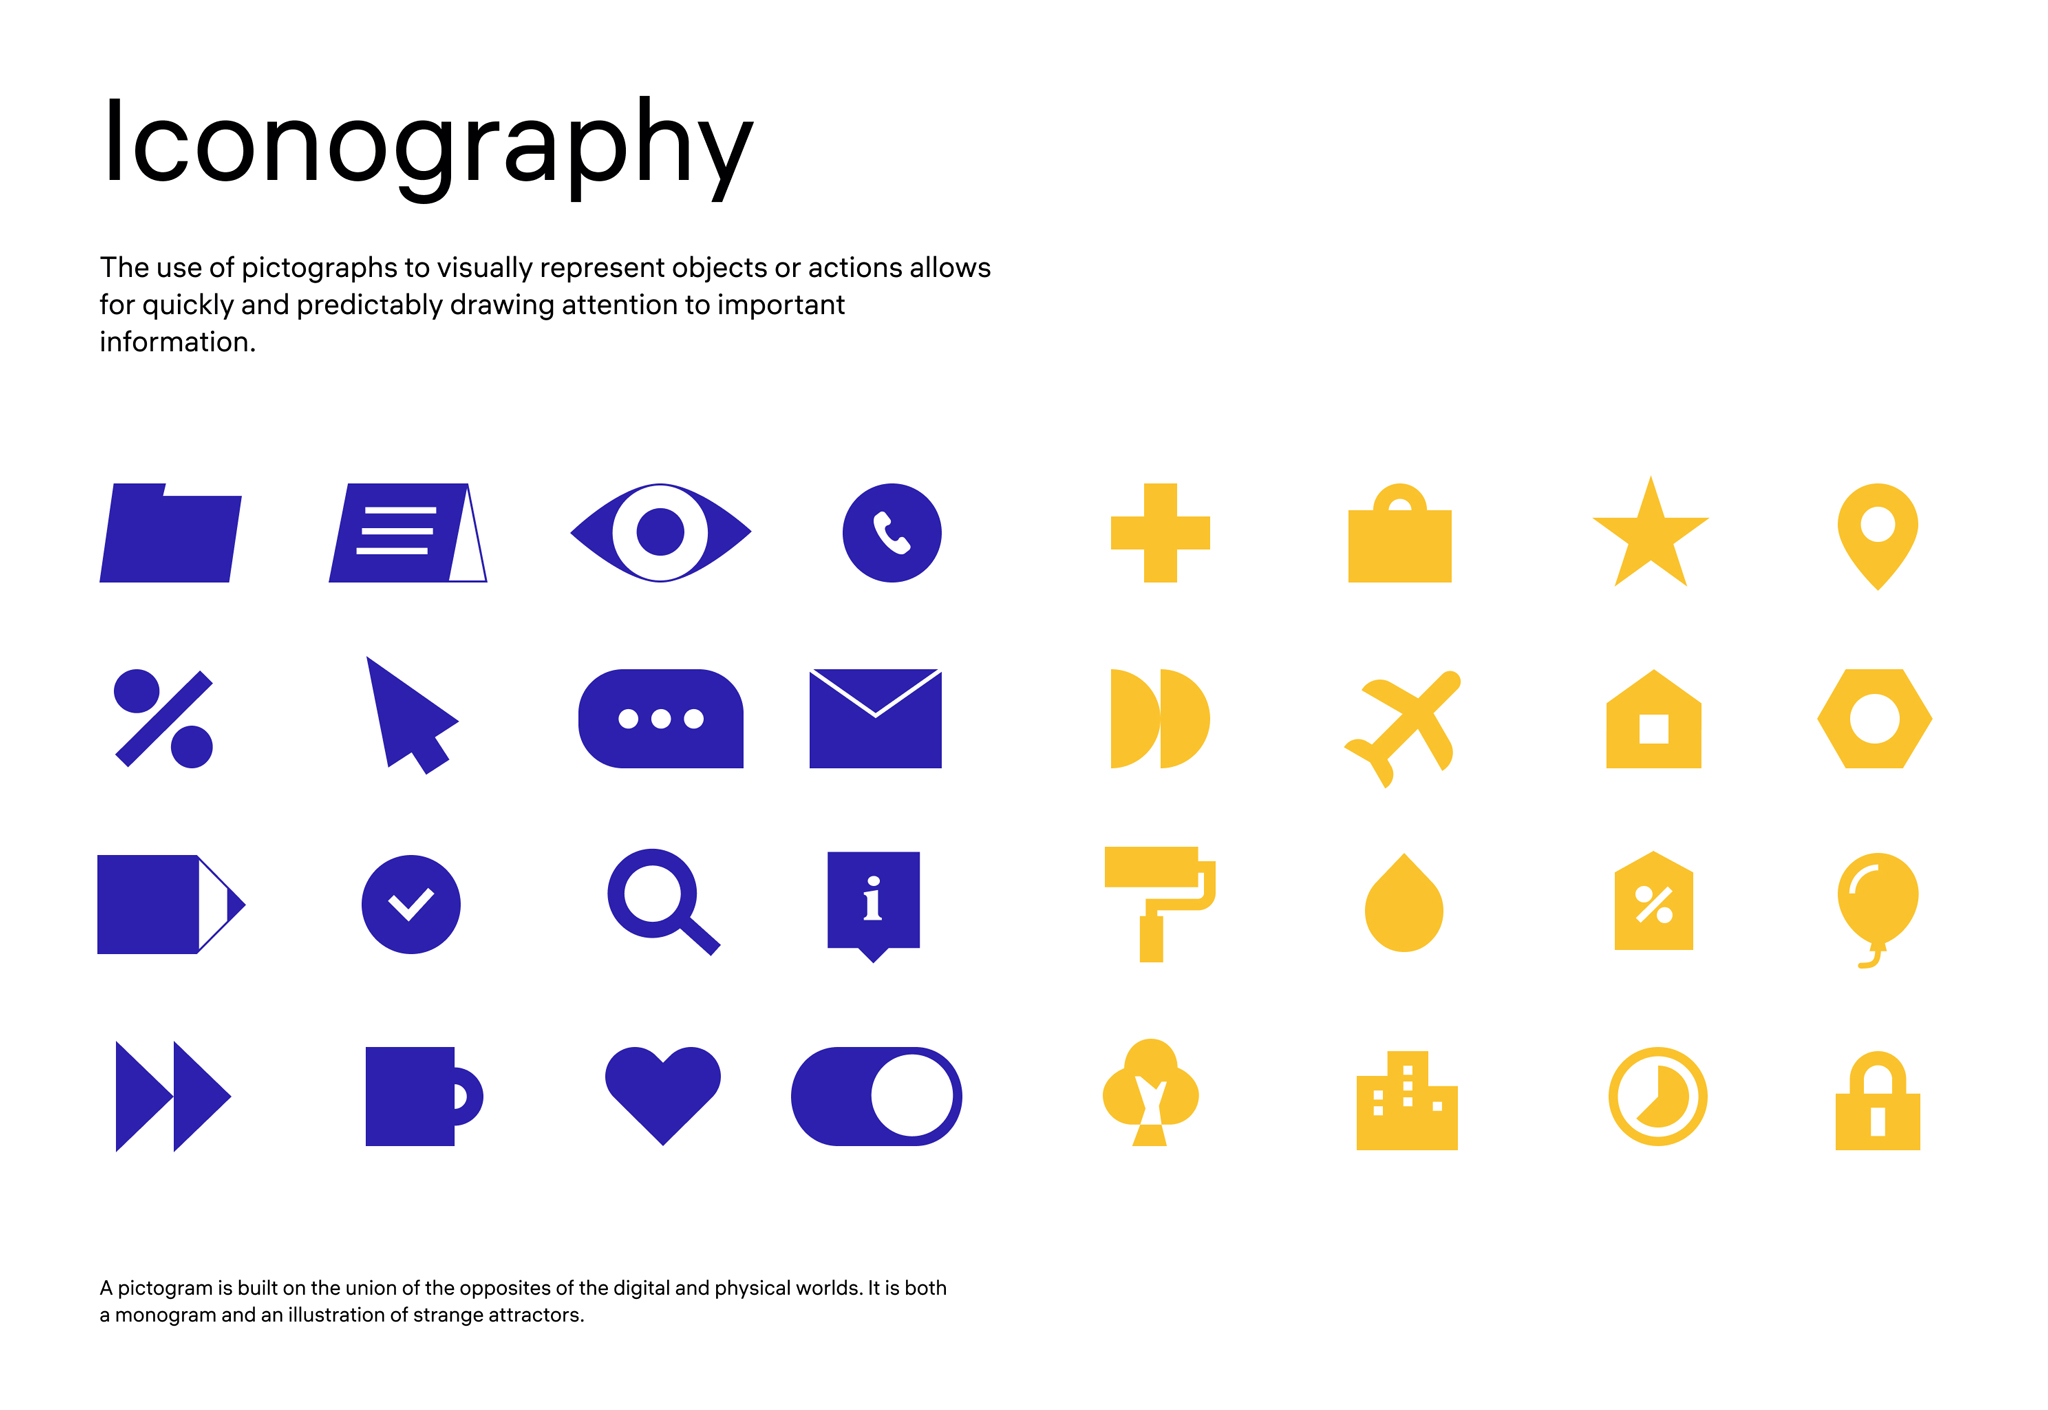 Iconography
The use of pictographs to visually represent objects or actions allows
for quickly and predictably drawing attention to important
information.
%
i
%
A pictogram is built on the union of the opposites of the digital and physical worlds. It is both
a monogram and an illustration of strange attractors.